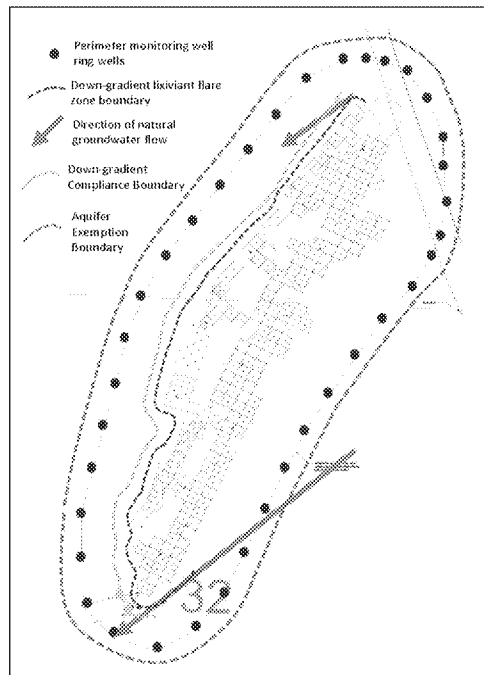 Perimeter monitoring well
ring wells
Down-gradient lixiviant flare
zone boundary
Direction of natural
groundwater flow
Down-gradient
Compliance Boundary
Aquifer
Exemption
Boundary
32